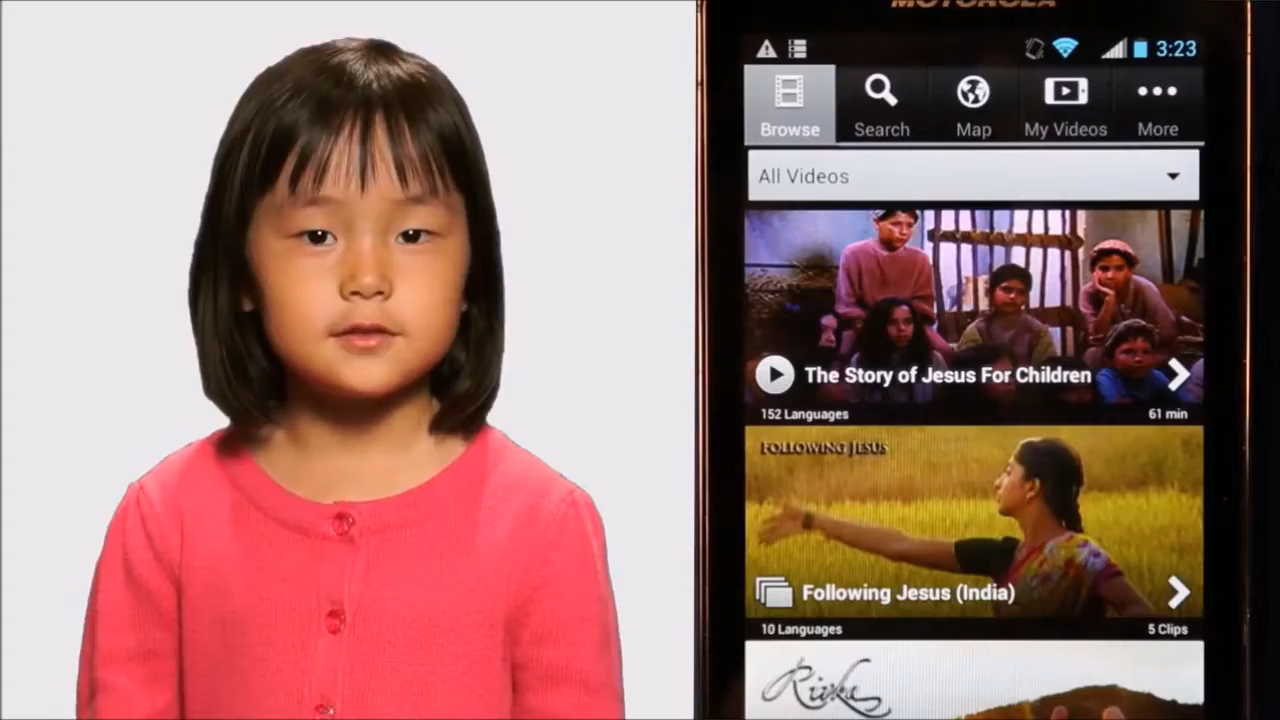 MOTOROLA
3:23
Browse
Search
Map
My Videos
More
All Videos
The Story of Jesus For Children
152 Languages
61 min
FOLLOWING JESUS
Following Jesus (India)
10 Languages
5 Clips
Rivka